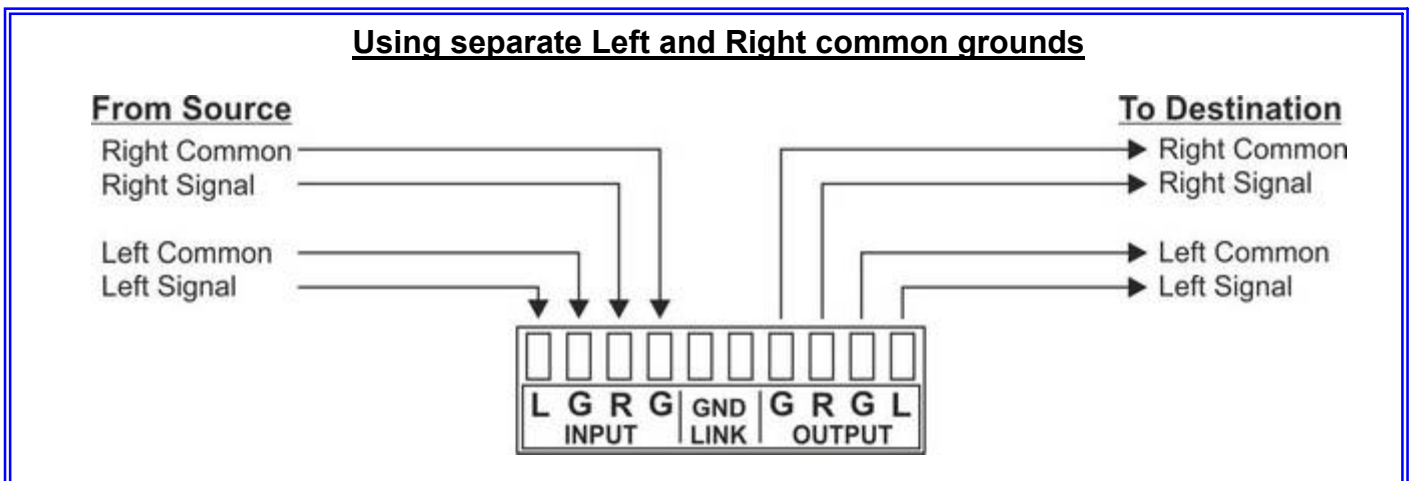 Using separate Left and Right common grounds
From Source
Right Common
Right Signal
Left Common
Left Signal
To Destination
Right Common
Right Signal
Left Common
Left Signal
L G R G GND G R G L
INPUT LINK OUTPUT